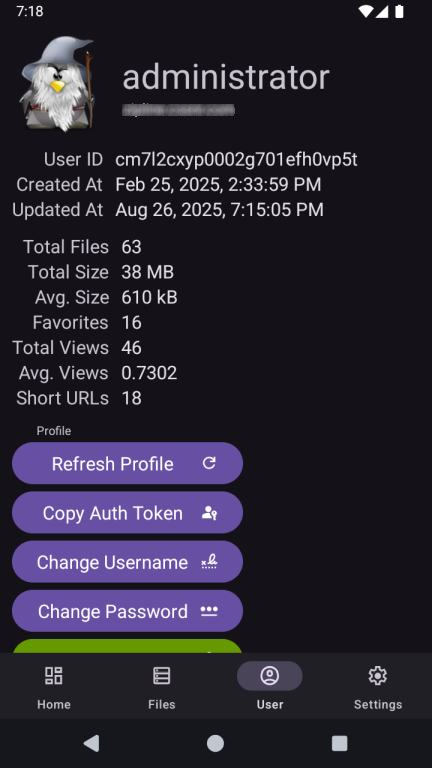 7:18
administrator
User ID cm7l2cxyp0002g701efh0vp5t
Created At Feb 25, 2025, 2:33:59 PM
Updated At Aug 26, 2025, 7:15:05 PM
Total Files 63
Total Size 38 MB
Avg. Size 610 kB
Favorites 16
Total Views 46
Avg. Views 0.7302
Short URLs 18
Profile
Refresh Profile
Copy Auth Token
Change Username
Change Password
Home Files User Settings